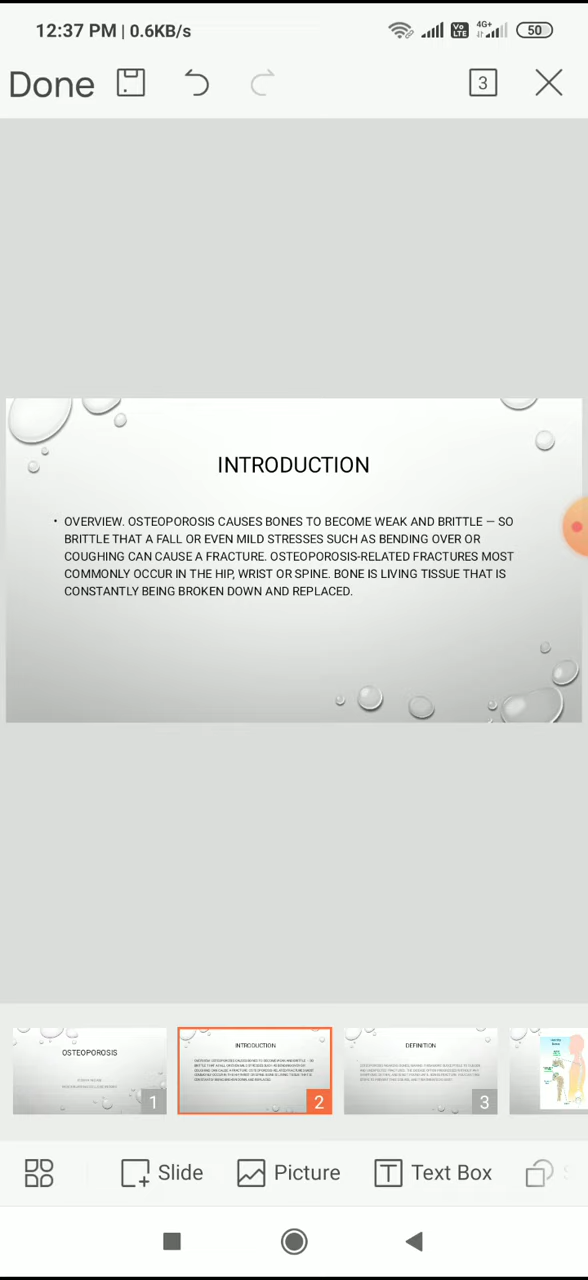 12:37 PM | 0.6KB/s
Vo LTE
4G+
50
Done
3
INTRODUCTION
• OVERVIEW. OSTEOPOROSIS CAUSES BONES TO BECOME WEAK AND BRITTLE — SO
BRITTLE THAT A FALL OR EVEN MILD STRESSES SUCH AS BENDING OVER OR
COUGHING CAN CAUSE A FRACTURE. OSTEOPOROSIS-RELATED FRACTURES MOST
COMMONLY OCCUR IN THE HIP, WRIST OR SPINE. BONE IS LIVING TISSUE THAT IS
CONSTANTLY BEING BROKEN DOWN AND REPLACED.
OSTEOPOROSIS
1
INTRODUCTION
2
DEFINITION
3
Slide
Picture
Text Box